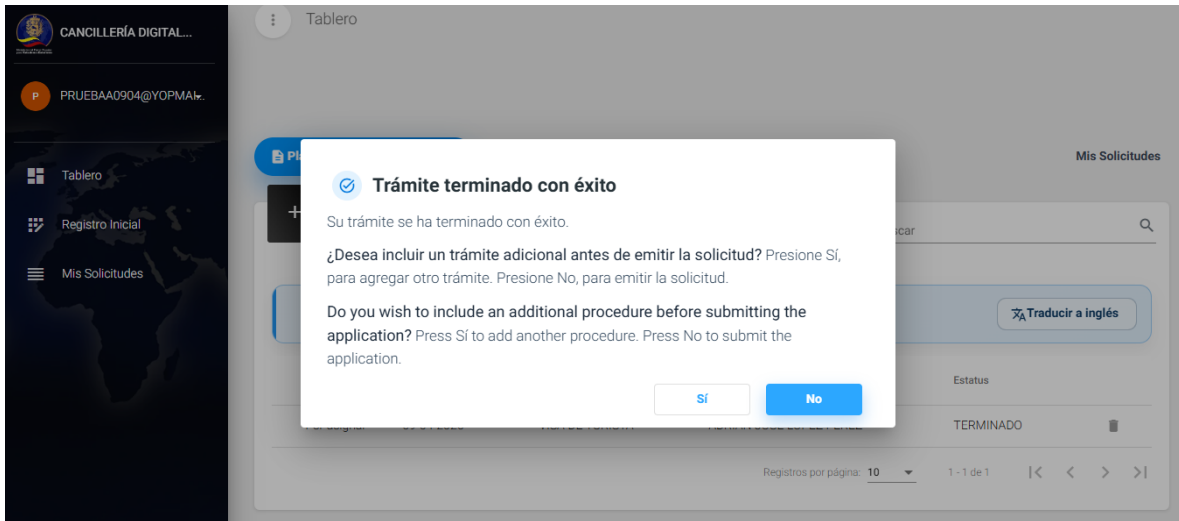 CANCILLERÍA DIGITAL...
Tablero
P
PRUEBAA0904@YOPMAI..
Tablero
Registro Inicial
Mis Solicitudes
Mis Solicitudes
Trámite terminado con éxito
Su trámite se ha terminado con éxito.
¿Desea incluir un trámite adicional antes de emitir la solicitud? Presione Sí,
para agregar otro trámite. Presione No, para emitir la solicitud.
Do you wish to include an additional procedure before submitting the
application? Press Sí to add another procedure. Press No to submit the
application.
Sí
No
Traducir a inglés
Estatus
TERMINADO
Registros por página: 10
1 - 1 de 1